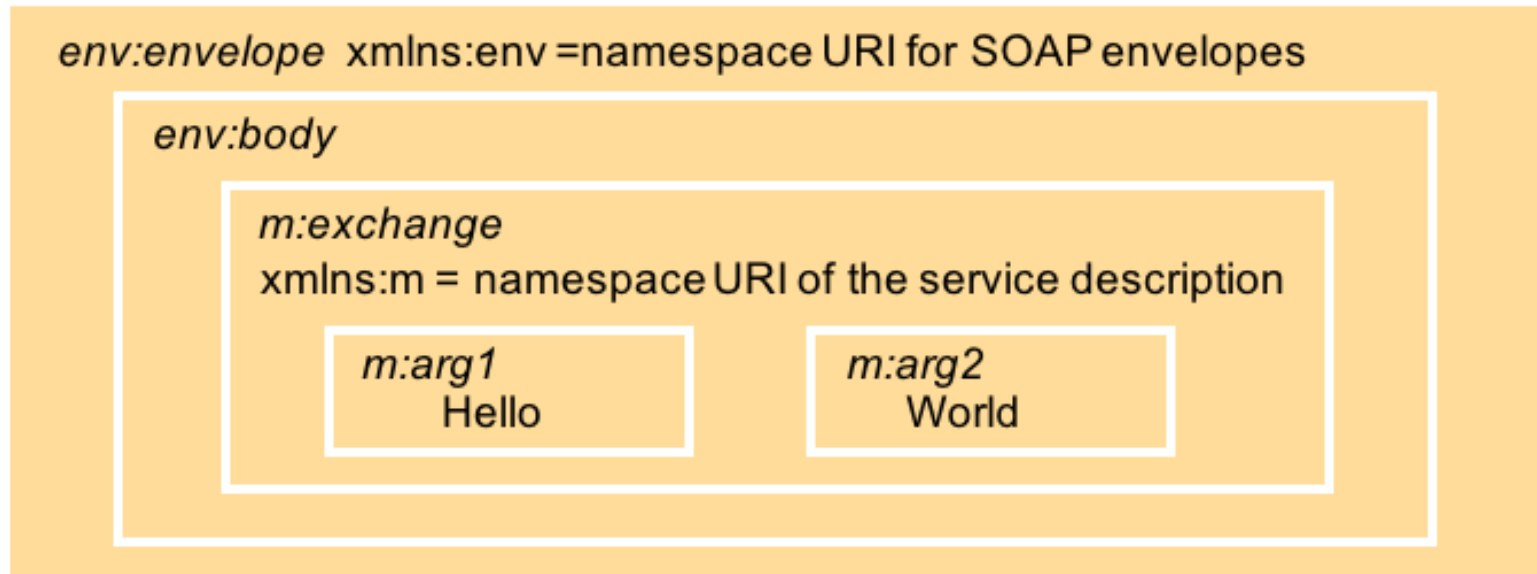 env:envelope xmlns:env =namespace URI for SOAP envelopes
env:body
m:exchange
xmlns:m = namespace URI of the service description
m:arg1
Hello
m:arg2
World